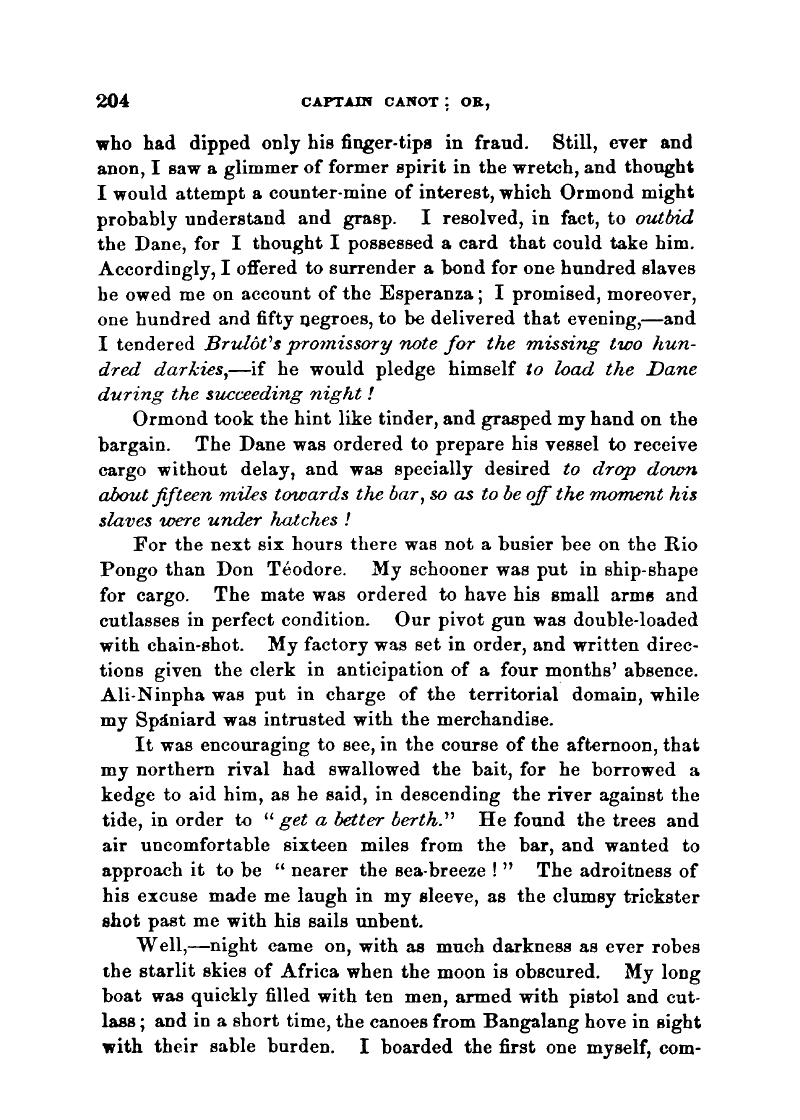 204 CAPTAIN CANOT; OR,
who had dipped only his finger-tips in fraud. Still, ever and
anon, I saw a glimmer of former spirit in the wretch, and thought
I would attempt a counter-mine of interest, which Ormond might
probably understand and grasp. I resolved, in fact, to outbid
the Dane, for I thought I possessed a card that could take him.
Accordingly, I offered to surrender a bond for one hundred slaves
he owed me on account of the Esperanza; I promised, moreover,
one hundred and fifty negroes, to be delivered that evening,—and
I tendered Brulôt's promissory note for the missing two hun-
dred darkies,—if he would pledge himself to load the Dane
during the succeeding night!
Ormond took the hint like tinder, and grasped my hand on the
bargain. The Dane was ordered to prepare his vessel to receive
cargo without delay, and was specially desired to drop down
about fifteen miles towards the bar, so as to be off the moment his
slaves were under hatches!
For the next six hours there was not a busier bee on the Rio
Pongo than Don Téodore. My schooner was put in ship-shape
for cargo. The mate was ordered to have his small arms and
cutlasses in perfect condition. Our pivot gun was double-loaded
with chain-shot. My factory was set in order, and written direc-
tions given the clerk in anticipation of a four months' absence.
Ali-Ninpha was put in charge of the territorial domain, while
my Spániard was intrusted with the merchandise.
It was encouraging to see, in the course of the afternoon, that
my northern rival had swallowed the bait, for he borrowed a
kedge to aid him, as he said, in descending the river against the
tide, in order to "get a better berth." He found the trees and
air uncomfortable sixteen miles from the bar, and wanted to
approach it to be "nearer the sea-breeze!" The adroitness of
his excuse made me laugh in my sleeve, as the clumsy trickster
shot past me with his sails unbent.
Well,—night came on, with as much darkness as ever robes
the starlit skies of Africa when the moon is obscured. My long
boat was quickly filled with ten men, armed with pistol and cut-
lass; and in a short time, the canoes from Bangalang hove in sight
with their sable burden. I boarded the first one myself, com-